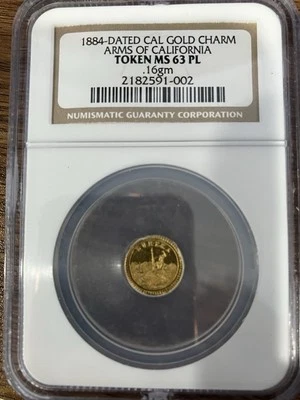 1884-DATED CAL GOLD CHARM
ARMS OF CALIFORNIA
TOKEN MS 63 PL
.16gm
2182591-002
NUMISMATIC GUARANTY CORPORATION